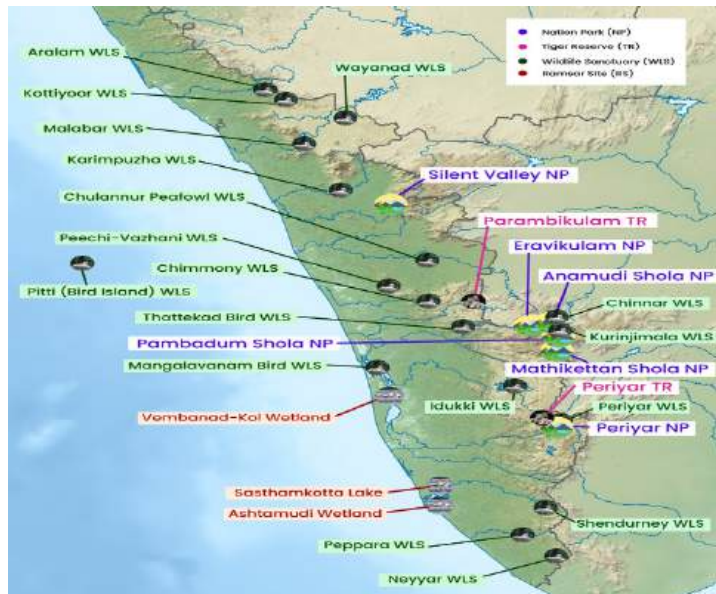 Nation Park (NP)
Tiger Reserve (TR)
Wildlife Sanctuary (WLS)
Ramsar Site (RS)
Aralam WLS
Wayanad WLS
Kottiyoor WLS
Malabar WLS
Karimpuzha WLS
Silent Valley NP
Chulannur Peafowl WLS
Parambikulam TR
Peechi-Vazhani WLS
Eravikulam NP
Chimmony WLS
Anamudi Shola NP
Pitti (Bird Island) WLS
Chinnar WLS
Thattekad Bird WLS
Kurinjimala WLS
Pambadum Shola NP
Mangalavanam Bird WLS
Mathikettan Shola NP
Periyar TR
Idukki WLS
Periyar WLS
Vembanad-Kol Wetland
Periyar NP
Sasthamkotta Lake
Ashtamudi Wetland
Shendurney WLS
Peppara WLS
Neyyar WLS